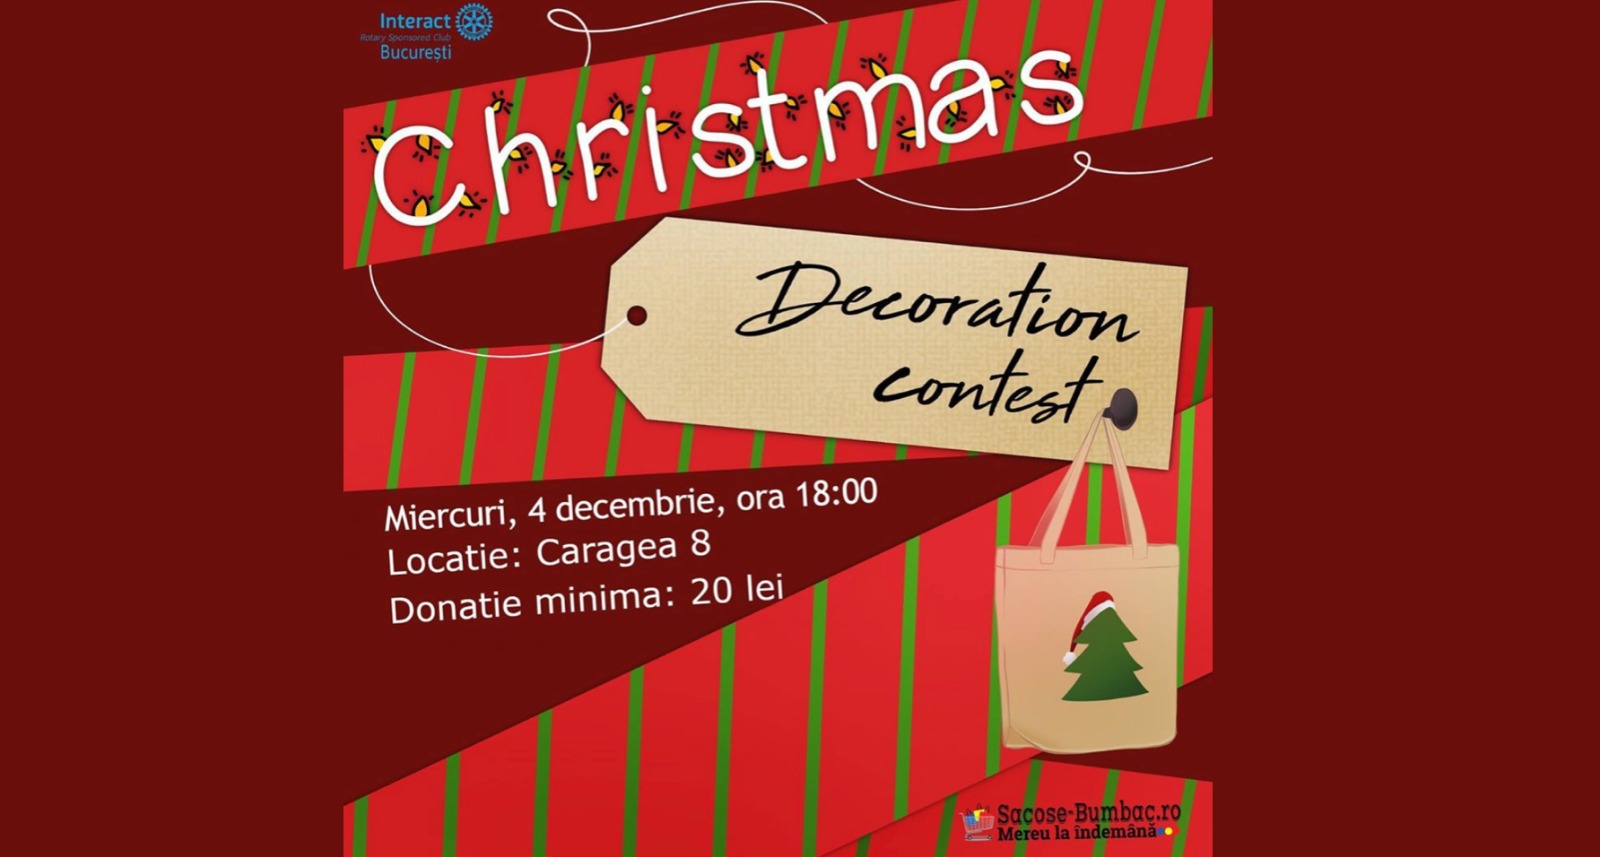 Interact
Rotary Sponsored Club
București
Christmas
Decoration
contest
Miercuri, 4 decembrie, ora 18:00
Locatie: Caragea 8
Donatie minima: 20 lei
Sacose-Bumbac.ro
Mereu la îndemână